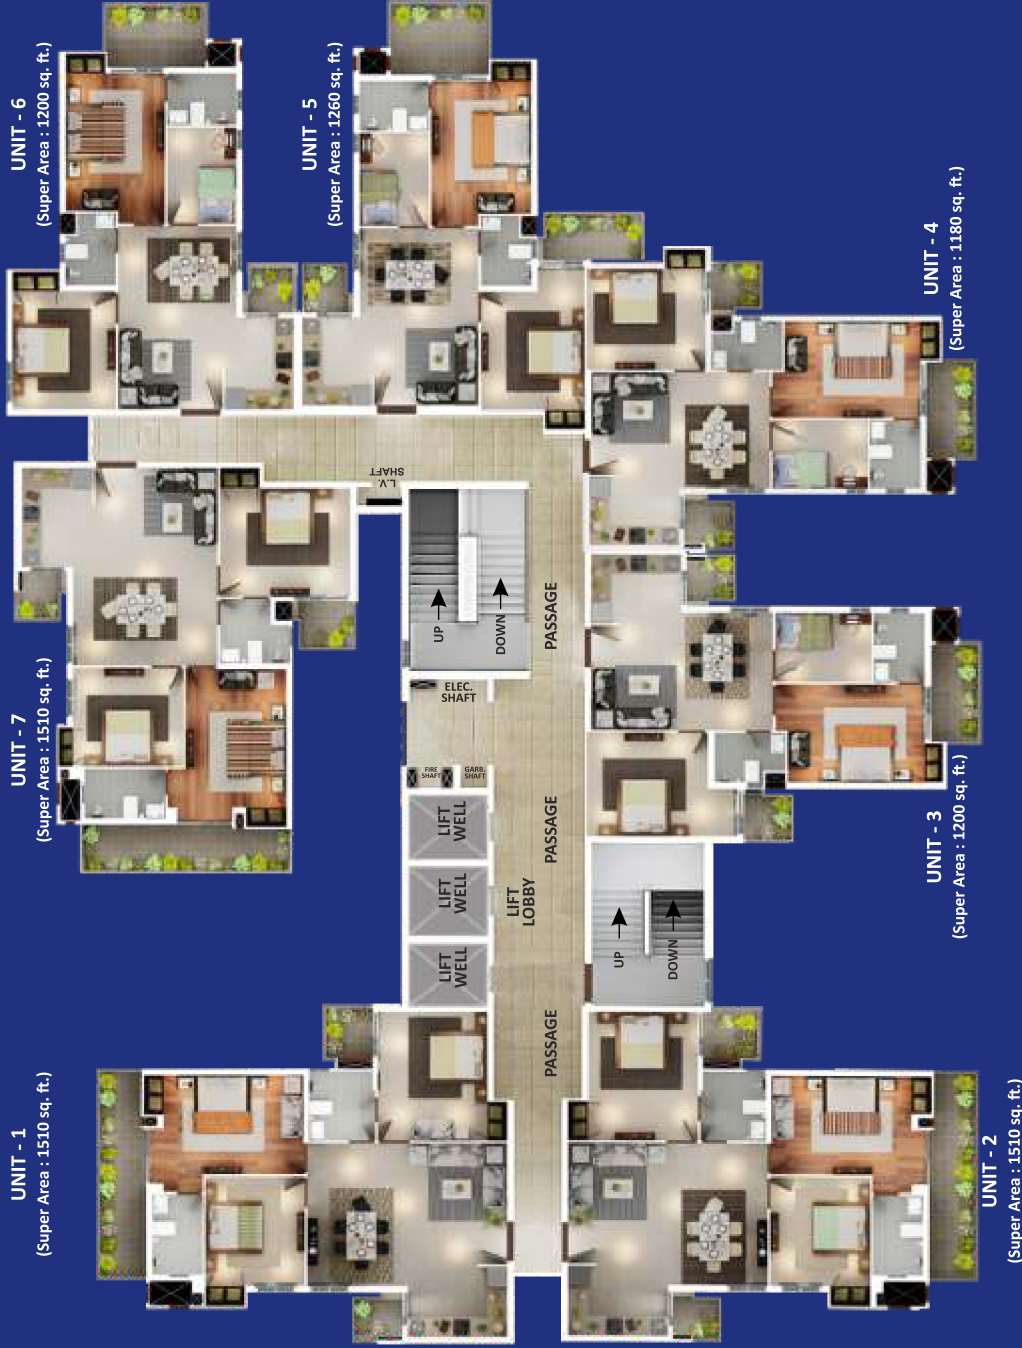 UNIT - 6
(Super Area : 1200 sq. ft.)
UNIT - 5
(Super Area : 1260 sq. ft.)
UNIT - 4
(Super Area : 1180 sq. ft.)
L.V.
SHAFT
UP
DOWN
PASSAGE
UNIT - 7
(Super Area : 1510 sq. ft.)
ELEC.
SHAFT
FIRE
SHAFT
GARB.
SHAFT
LIFT
WELL
PASSAGE
UNIT - 3
(Super Area : 1200 sq. ft.)
LIFT
WELL
LIFT
LOBBY
LIFT
WELL
UP
DOWN
PASSAGE
UNIT - 1
(Super Area : 1510 sq. ft.)
UNIT - 2
(Super Area : 1510 sq. ft.)